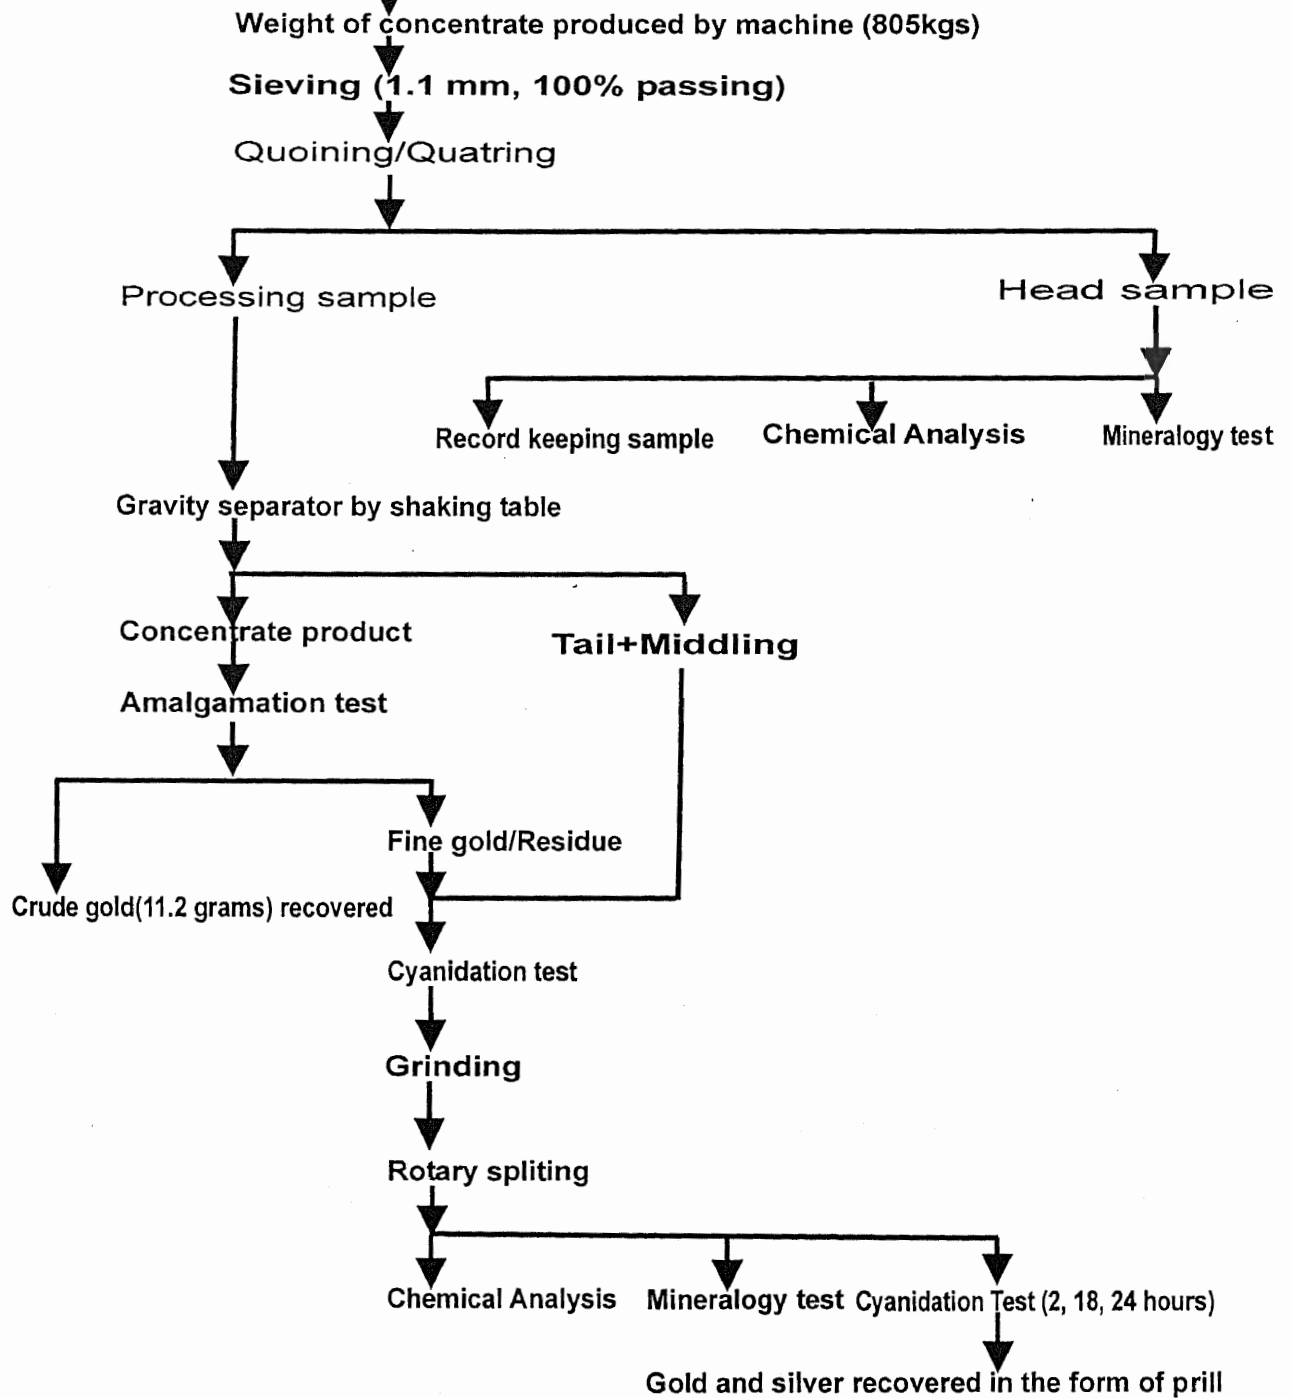 Weight of concentrate produced by machine (805kgs)
Sieving (1.1 mm, 100% passing)
Quoining/Quatring
Processing sample
Head sample
Record keeping sample
Chemical Analysis
Mineralogy test
Gravity separator by shaking table
Concentrate product
Tail+Middling
Amalgamation test
Fine gold/Residue
Crude gold(11.2 grams) recovered
Cyanidation test
Grinding
Rotary spliting
Chemical Analysis
Mineralogy test
Cyanidation Test (2, 18, 24 hours)
Gold and silver recovered in the form of prill